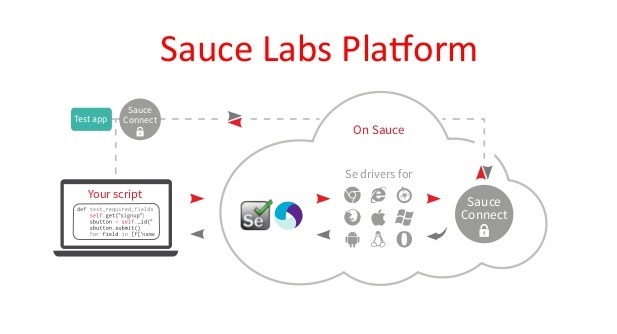 Sauce Labs Platform
Test app
Sauce
Connect
On Sauce
Your script
def test_required_fields
self.get("signup")
sbutton = self._id("
sbutton.submit()
for field in [f['name
Se
Se drivers for
Sauce
Connect